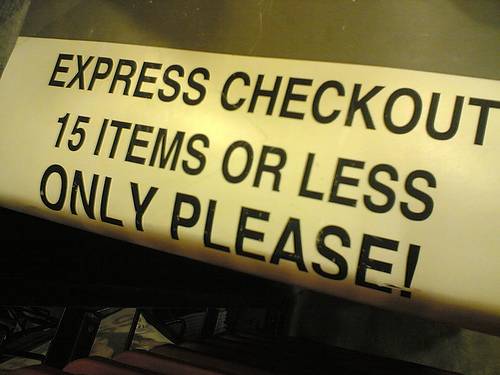 EXPRESS CHECKOUT
15 ITEMS OR LESS
ONLY PLEASE!